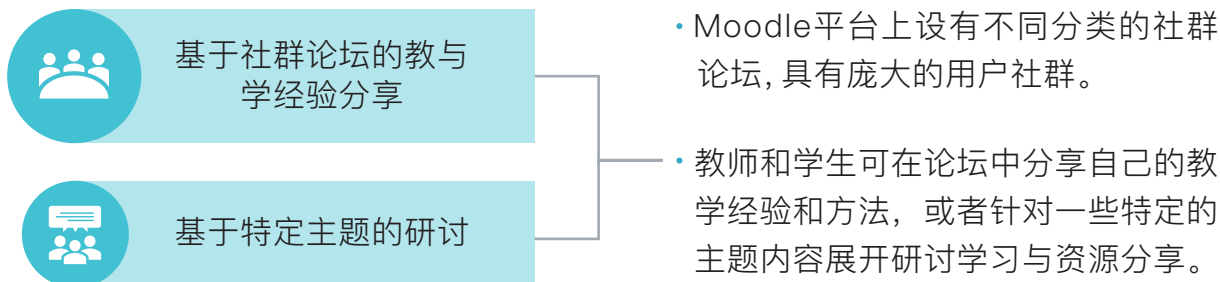 基于社群论坛的教与
学经验分享
基于特定主题的研讨
· Moodle平台上设有不同分类的社群
论坛，具有庞大的用户社群。
· 教师和学生可在论坛中分享自己的教
学经验和方法，或者针对一些特定的
主题内容展开研讨学习与资源分享。